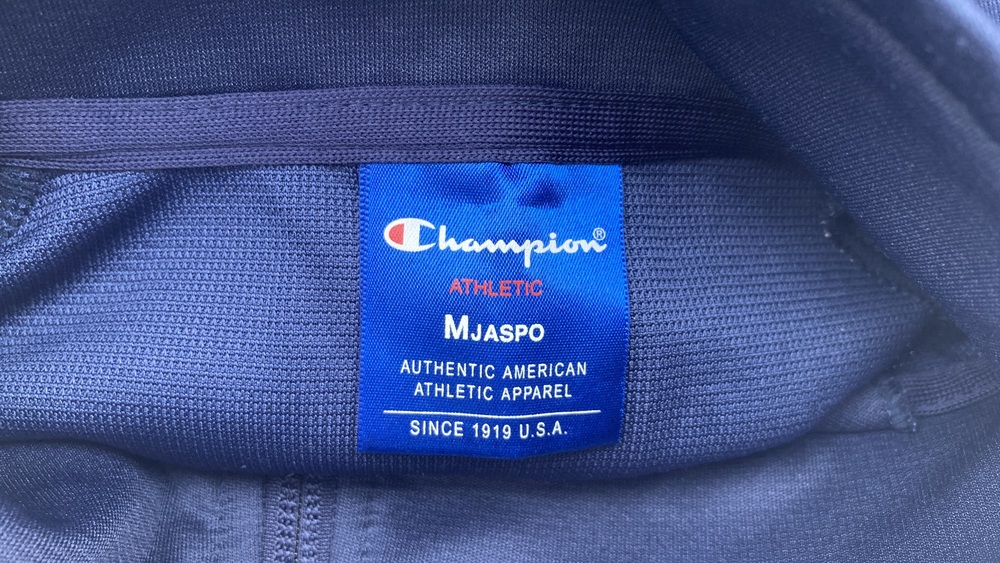 Champion®
ATHLETIC
MJASPO
AUTHENTIC AMERICAN
ATHLETIC APPAREL
SINCE 1919 U.S.A.